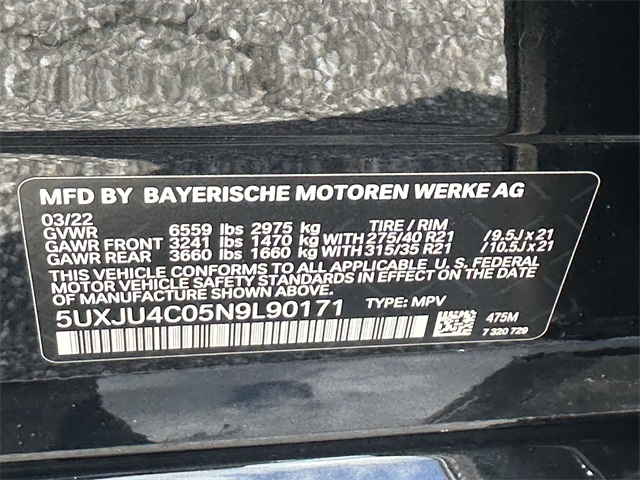 MFD BY BAYERISCHE MOTOREN WERKE AG
03/22
GVWR 6559 lbs 2975 kg TIRE / RIM
GAWR FRONT 3241 lbs 1470 kg WITH 275/40 R21 /9.5J x 21
GAWR REAR 3660 lbs 1660 kg WITH 315/35 R21 /10.5J x 21
THIS VEHICLE CONFORMS TO ALL APPLICABLE U. S. FEDERAL
MOTOR VEHICLE SAFETY STANDARDS IN EFFECT ON THE DATE
OF MANUFACTURE SHOWN ABOVE.
5UXJU4C05N9L90171 TYPE: MPV
475M
7 320 729